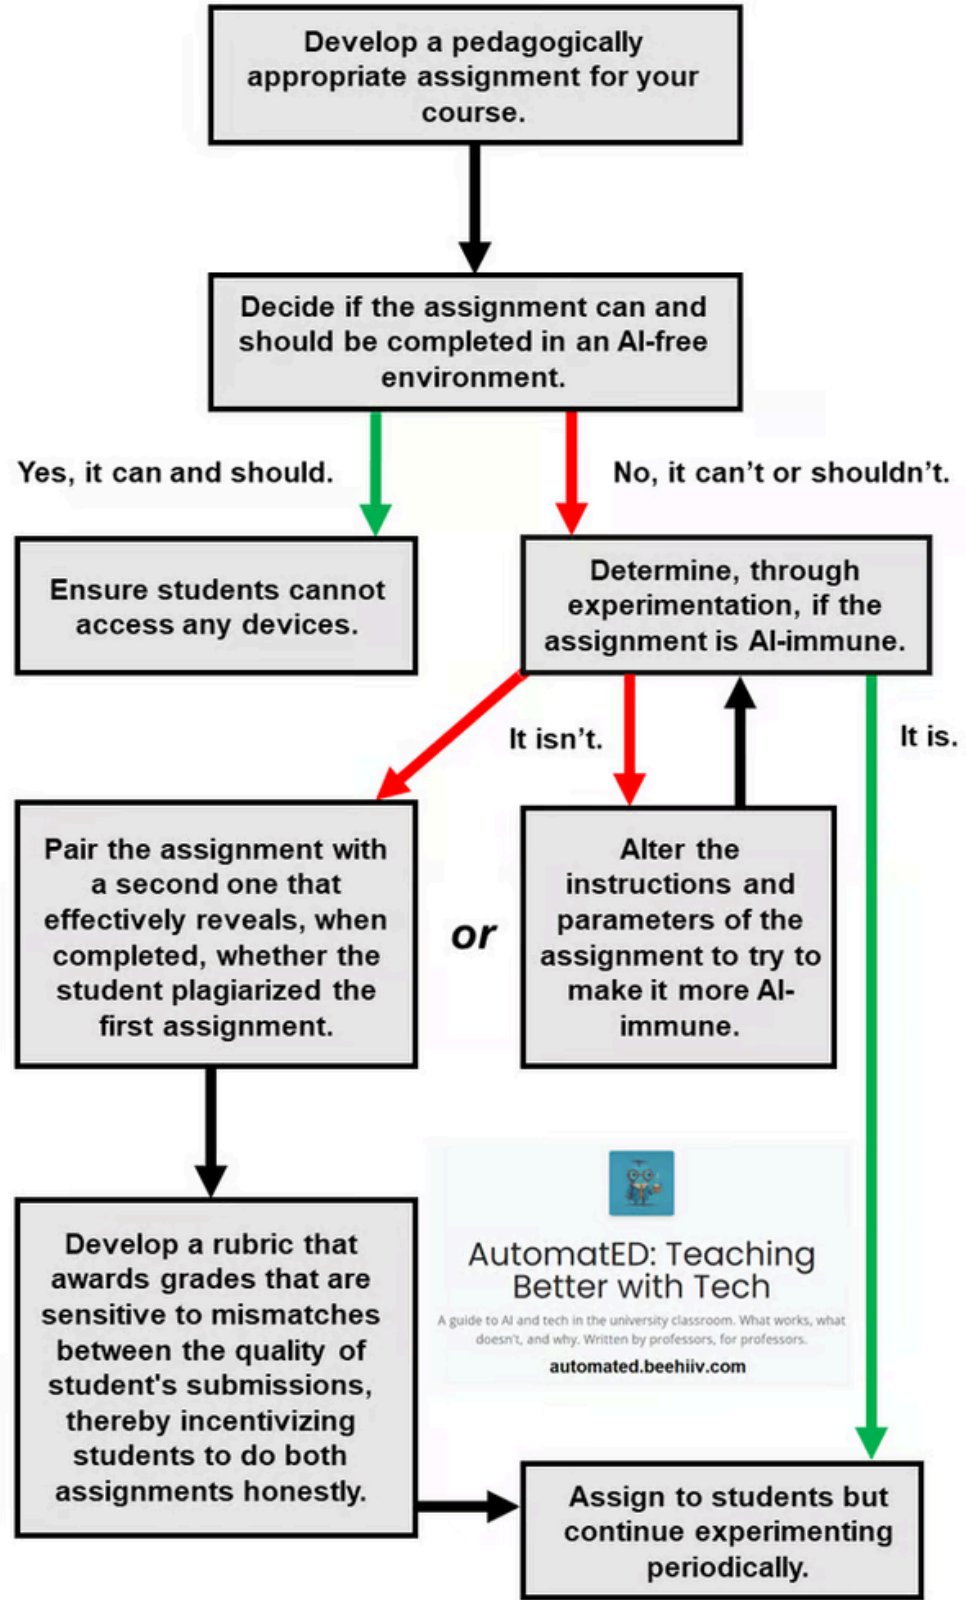 Develop a pedagogically
appropriate assignment for your
course.
Decide if the assignment can and
should be completed in an AI-free
environment.
Yes, it can and should.
No, it can't or shouldn't.
Ensure students cannot
access any devices.
Determine, through
experimentation, if the
assignment is AI-immune.
It isn't.
It is.
Pair the assignment with
a second one that
effectively reveals, when
completed, whether the
student plagiarized the
first assignment.
or
Alter the
instructions and
parameters of the
assignment to try to
make it more AI-
immune.
Develop a rubric that
awards grades that are
sensitive to mismatches
between the quality of
student's submissions,
thereby incentivizing
students to do both
assignments honestly.
AutomatED: Teaching
Better with Tech
A guide to AI and tech in the university classroom. What works, what
doesn't, and why. Written by professors, for professors.
automated.beehiiv.com
Assign to students but
continue experimenting
periodically.